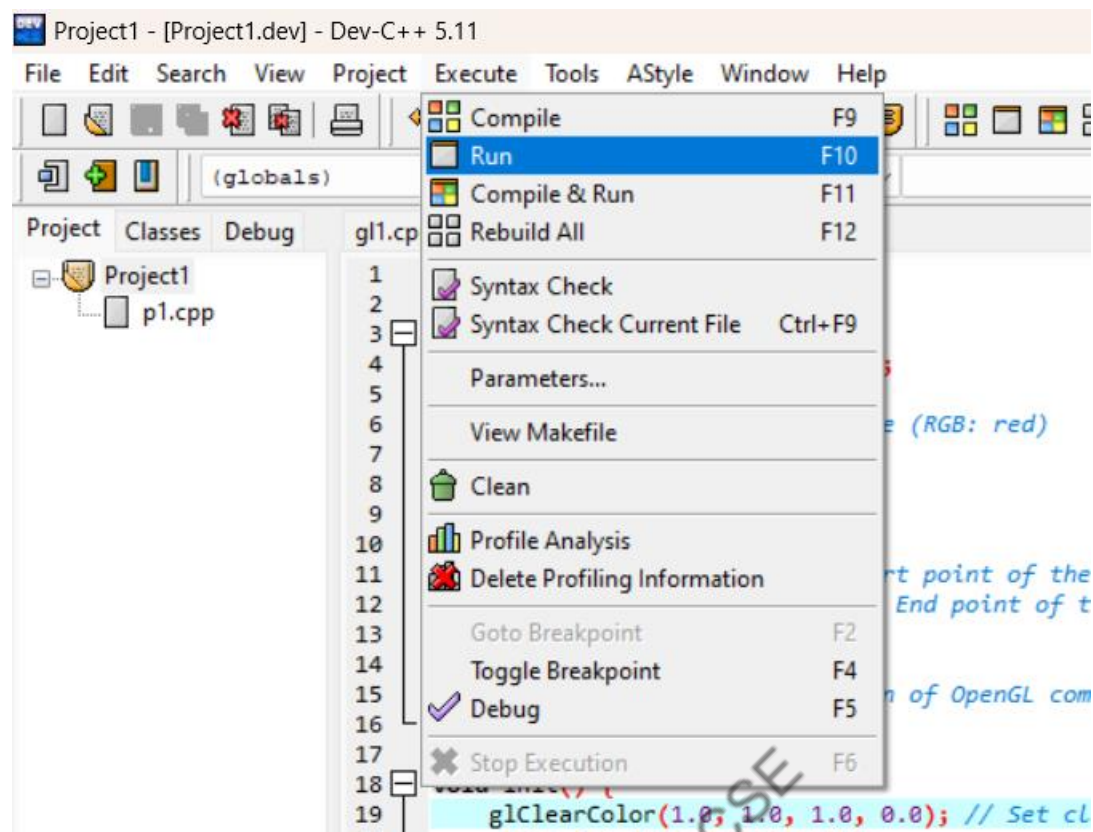 Project1 - [Project1.dev] - Dev-C++ 5.11
File Edit Search View Project Execute Tools AStyle Window Help
(globals)
Project Classes Debug
gl1.cp
Project1
p1.cpp
Compile F9
Run F10
Compile & Run F11
Rebuild All F12
Syntax Check
Syntax Check Current File Ctrl+F9
Parameters...
View Makefile
Clean
Profile Analysis
Delete Profiling Information
Goto Breakpoint F2
Toggle Breakpoint F4
Debug F5
Stop Execution F6
1
2
3
4 ;
5
6 (RGB: red)
7
8
9
10
11 rt point of the
12 End point of t
13
14
15 n of OpenGL com
16
17
18 void init() {
19 glClearColor(1.0, 1.0, 1.0, 0.0); // Set cl
CSE